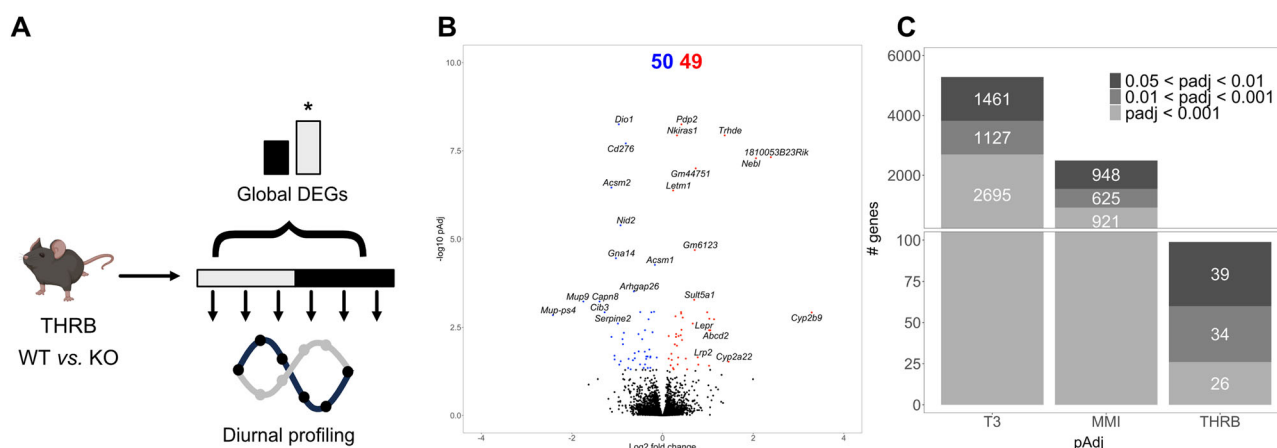 A
*
Global DEGs
THRB
WT vs. KO
Diurnal profiling
B
50 49
10.0
7.5
5.0
2.5
0.0
-log10 pAdj
Dio1
Pdp2
Nkiras1
Trhde
Cd276
1810053B23Rik
Nebl
Gm44751
Acsm2
Letm1
Nid2
Gm6123
Gna14
Acsm1
Arhgap26
Mup9 Capn8
Sult5a1
Mup-ps4
Cib3
Serpine2
Cyp2b9
Lepr
Abcd2
Lrp2
Cyp2a22
-4 -2 0 2 4
Log2 fold change
C
6000
4000
2000
100
75
50
25
0
# genes
0.05 < padj < 0.01
0.01 < padj < 0.001
padj < 0.001
1461
1127
2695
948
625
921
39
34
26
T3 MMI THRB
pAdj